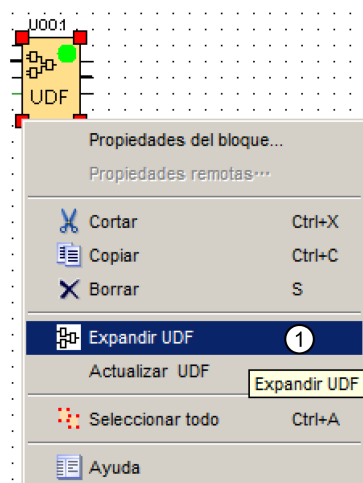 U001
UDF
Propiedades del bloque...
Propiedades remotas...
Cortar Ctrl+X
Copiar Ctrl+C
Borrar S
Expandir UDF 1
Actualizar UDF
Expandir UDF
Seleccionar todo Ctrl+A
Ayuda